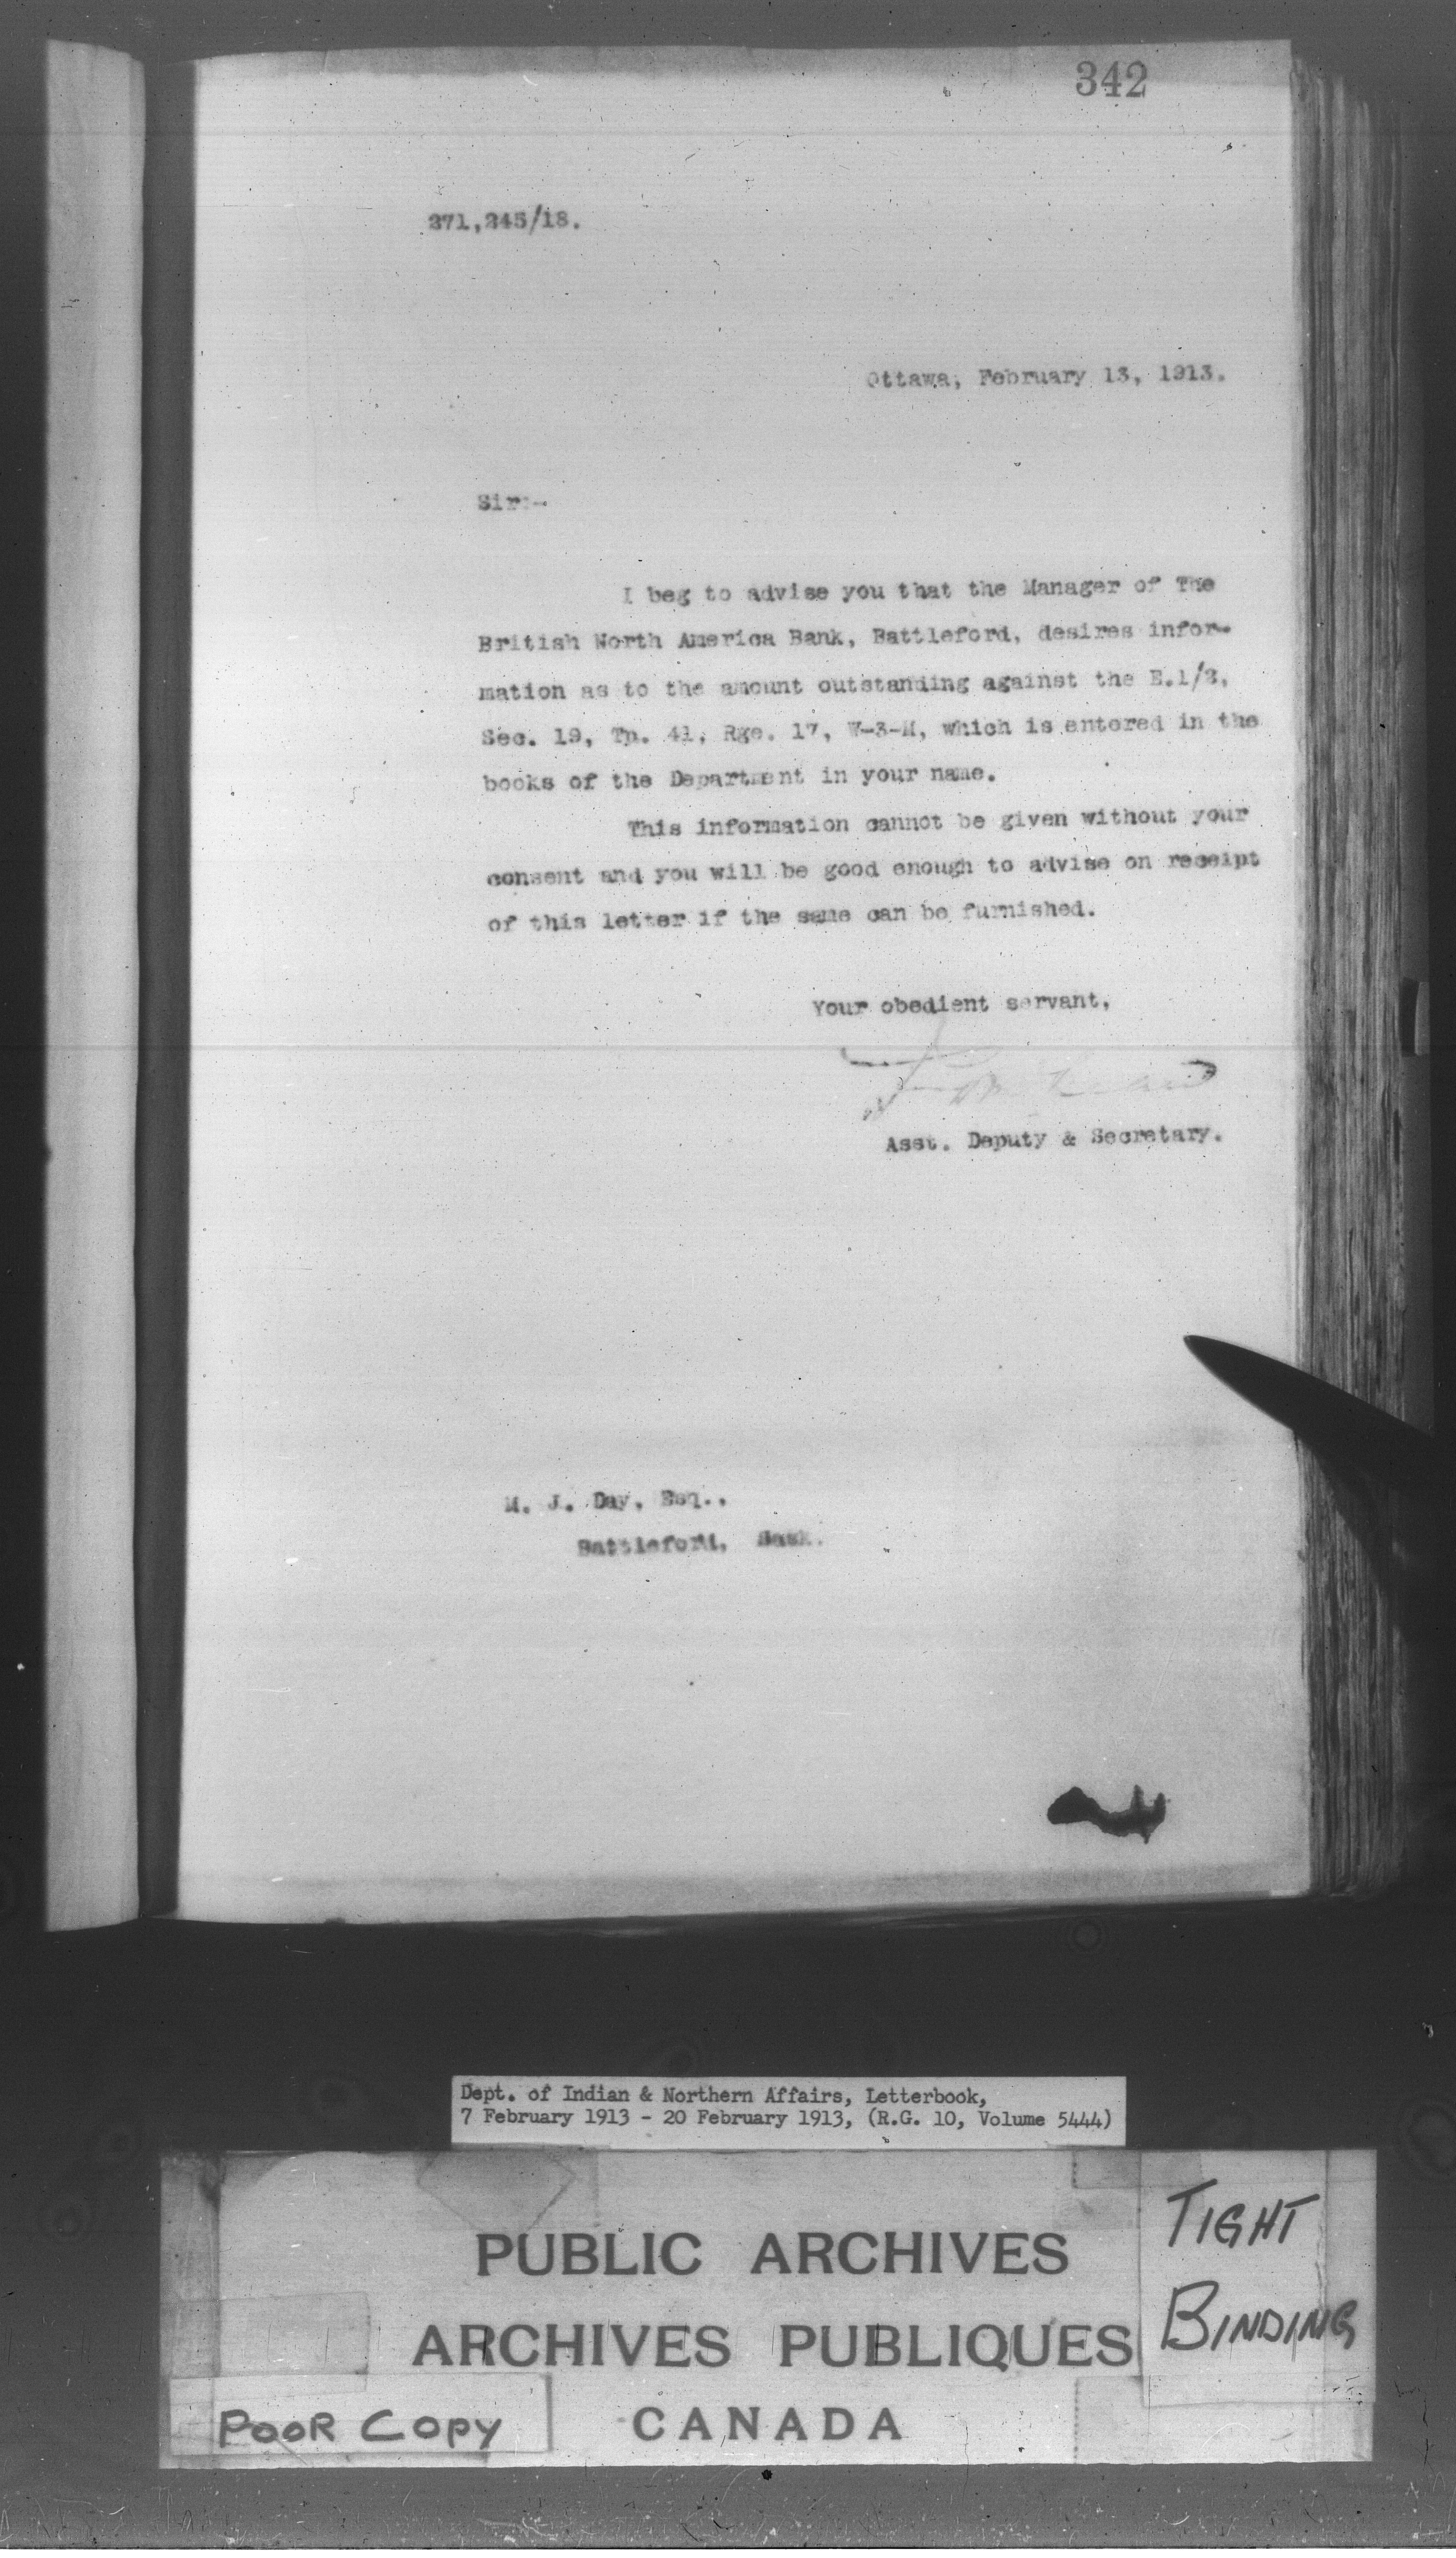 342
271,245/18.
Ottawa, February 13, 1913.
Sir:-
I beg to advise you that the Manager of The
British North America Bank, Battleford, desires infor-
mation as to the amount outstanding against the E.1/2,
Sec. 19, Tp. 41, Rge. 17, W-3-M, which is entered in the
books of the Department in your name.
This information cannot be given without your
consent and you will be good enough to advise on receipt
of this letter if the same can be furnished.
Your obedient servant,
Asst. Deputy & Secretary.
M. J. Day, Esq.,
Battleford, Sask.
Dept. of Indian & Northern Affairs, Letterbook,
7 February 1913 - 20 February 1913, (R.G. 10, Volume 5444)
PUBLIC ARCHIVES
ARCHIVES PUBLIQUES
CANADA
TIGHT
BINDING
POOR COPY